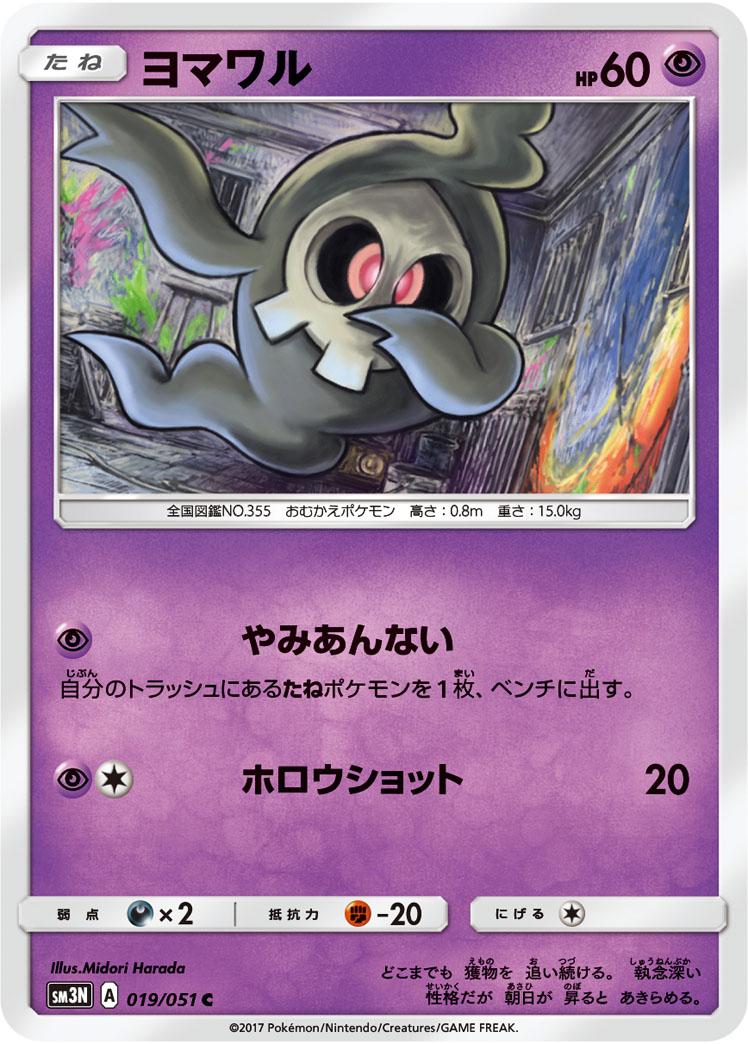 たね ヨマワル HP60
全国図鑑NO.355 おむかえポケモン 高さ：0.8m 重さ：15.0kg
やみあんない
自分のトラッシュにあるたねポケモンを1枚、ベンチに出す。
ホロウショット 20
弱点 ×2 抵抗力 -20 にげる
Illus.Midori Harada
SM3N A 019/051 C
どこまでも 獲物を 追い続ける。 執念深い
性格だが 朝日が 昇ると あきらめる。
©2017 Pokémon/Nintendo/Creatures/GAME FREAK.